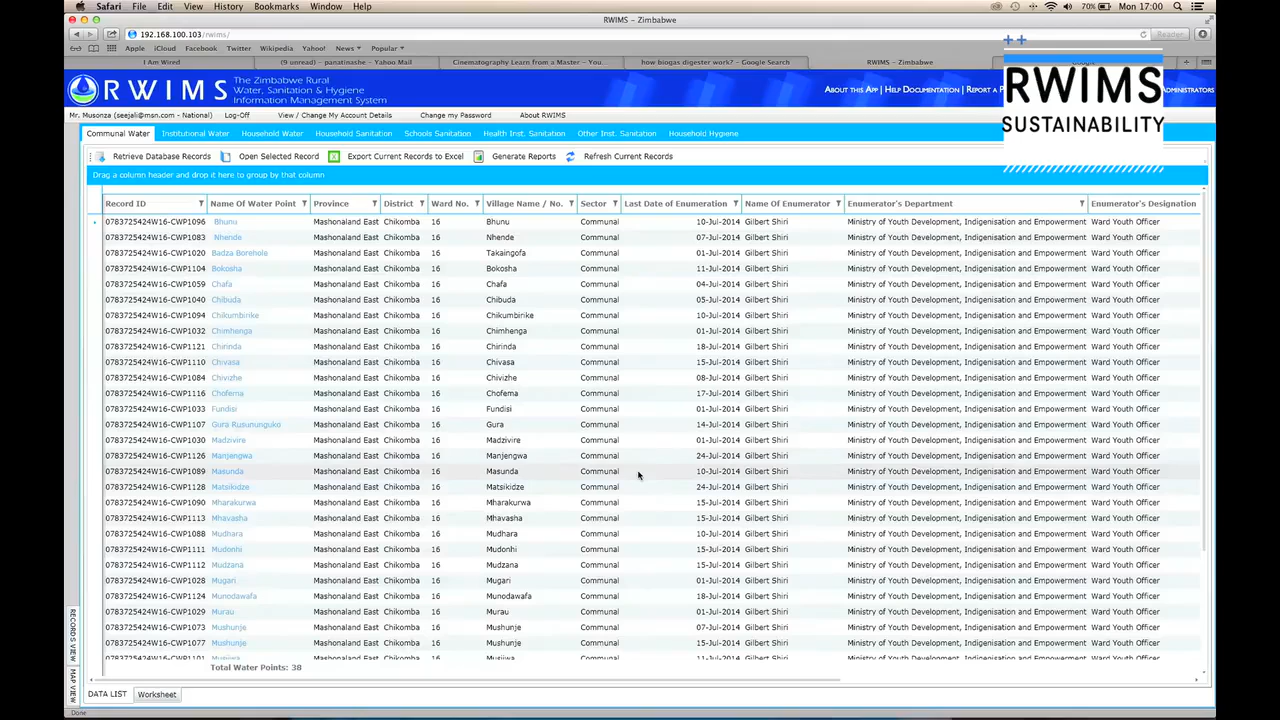 Safari File Edit View History Bookmarks Window Help 70% Mon 17:00
RWIMS – Zimbabwe
192.168.100.103/rwims/ Reader
Apple iCloud Facebook Twitter Wikipedia Yahoo! News Popular
I Am Wired (9 unread) - panatinashe - Yahoo Mail Cinematography Learn from a Master - You... how biogas digester work? - Google Search RWIMS - Zimbabwe
RWIMS The Zimbabwe Rural
Water, Sanitation & Hygiene
Information Management System
About this App | Help Documentation | Report a P
Administrators
RWIMS
SUSTAINABILITY
Mr. Musonza (seejali@msn.com - National) Log-Off View / Change My Account Details Change my Password About RWIMS
Communal Water Institutional Water Household Water Household Sanitation Schools Sanitation Health Inst. Sanitation Other Inst. Sanitation Household Hygiene
Retrieve Database Records Open Selected Record Export Current Records to Excel Generate Reports Refresh Current Records
Drag a column header and drop it here to group by that column
Record ID Name Of Water Point Province District Ward No. Village Name / No. Sector Last Date of Enumeration Name Of Enumerator Enumerator's Department Enumerator's Designation
0783725424W16-CWP1096 Bhunu Mashonaland East Chikomba 16 Bhunu Communal 10-Jul-2014 Gilbert Shiri Ministry of Youth Development, Indigenisation and Empowerment Ward Youth Officer
0783725424W16-CWP1083 Nhende Mashonaland East Chikomba 16 Nhende Communal 07-Jul-2014 Gilbert Shiri Ministry of Youth Development, Indigenisation and Empowerment Ward Youth Officer
0783725424W16-CWP1020 Badza Borehole Mashonaland East Chikomba 16 Takaingofa Communal 01-Jul-2014 Gilbert Shiri Ministry of Youth Development, Indigenisation and Empowerment Ward Youth Officer
0783725424W16-CWP1104 Bokosha Mashonaland East Chikomba 16 Bokosha Communal 11-Jul-2014 Gilbert Shiri Ministry of Youth Development, Indigenisation and Empowerment Ward Youth Officer
0783725424W16-CWP1059 Chafa Mashonaland East Chikomba 16 Chafa Communal 04-Jul-2014 Gilbert Shiri Ministry of Youth Development, Indigenisation and Empowerment Ward Youth Officer
0783725424W16-CWP1040 Chibuda Mashonaland East Chikomba 16 Chibuda Communal 05-Jul-2014 Gilbert Shiri Ministry of Youth Development, Indigenisation and Empowerment Ward Youth Officer
0783725424W16-CWP1094 Chikumbirike Mashonaland East Chikomba 16 Chikumbirike Communal 10-Jul-2014 Gilbert Shiri Ministry of Youth Development, Indigenisation and Empowerment Ward Youth Officer
0783725424W16-CWP1032 Chimhenga Mashonaland East Chikomba 16 Chimhenga Communal 01-Jul-2014 Gilbert Shiri Ministry of Youth Development, Indigenisation and Empowerment Ward Youth Officer
0783725424W16-CWP1121 Chirinda Mashonaland East Chikomba 16 Chirinda Communal 18-Jul-2014 Gilbert Shiri Ministry of Youth Development, Indigenisation and Empowerment Ward Youth Officer
0783725424W16-CWP1110 Chivasa Mashonaland East Chikomba 16 Chivasa Communal 15-Jul-2014 Gilbert Shiri Ministry of Youth Development, Indigenisation and Empowerment Ward Youth Officer
0783725424W16-CWP1084 Chivizhe Mashonaland East Chikomba 16 Chivizhe Communal 08-Jul-2014 Gilbert Shiri Ministry of Youth Development, Indigenisation and Empowerment Ward Youth Officer
0783725424W16-CWP1116 Chofema Mashonaland East Chikomba 16 Chofema Communal 17-Jul-2014 Gilbert Shiri Ministry of Youth Development, Indigenisation and Empowerment Ward Youth Officer
0783725424W16-CWP1033 Fundisi Mashonaland East Chikomba 16 Fundisi Communal 01-Jul-2014 Gilbert Shiri Ministry of Youth Development, Indigenisation and Empowerment Ward Youth Officer
0783725424W16-CWP1107 Gura Rusununguko Mashonaland East Chikomba 16 Gura Communal 14-Jul-2014 Gilbert Shiri Ministry of Youth Development, Indigenisation and Empowerment Ward Youth Officer
0783725424W16-CWP1030 Madzivire Mashonaland East Chikomba 16 Madzivire Communal 01-Jul-2014 Gilbert Shiri Ministry of Youth Development, Indigenisation and Empowerment Ward Youth Officer
0783725424W16-CWP1126 Manjengwa Mashonaland East Chikomba 16 Manjengwa Communal 24-Jul-2014 Gilbert Shiri Ministry of Youth Development, Indigenisation and Empowerment Ward Youth Officer
0783725424W16-CWP1089 Masunda Mashonaland East Chikomba 16 Masunda Communal 10-Jul-2014 Gilbert Shiri Ministry of Youth Development, Indigenisation and Empowerment Ward Youth Officer
0783725424W16-CWP1128 Matsikidze Mashonaland East Chikomba 16 Matsikidze Communal 24-Jul-2014 Gilbert Shiri Ministry of Youth Development, Indigenisation and Empowerment Ward Youth Officer
0783725424W16-CWP1090 Mharakurwa Mashonaland East Chikomba 16 Mharakurwa Communal 15-Jul-2014 Gilbert Shiri Ministry of Youth Development, Indigenisation and Empowerment Ward Youth Officer
0783725424W16-CWP1113 Mhavasha Mashonaland East Chikomba 16 Mhavasha Communal 15-Jul-2014 Gilbert Shiri Ministry of Youth Development, Indigenisation and Empowerment Ward Youth Officer
0783725424W16-CWP1088 Mudhara Mashonaland East Chikomba 16 Mudhara Communal 10-Jul-2014 Gilbert Shiri Ministry of Youth Development, Indigenisation and Empowerment Ward Youth Officer
0783725424W16-CWP1111 Mudonhi Mashonaland East Chikomba 16 Mudonhi Communal 15-Jul-2014 Gilbert Shiri Ministry of Youth Development, Indigenisation and Empowerment Ward Youth Officer
0783725424W16-CWP1112 Mudzana Mashonaland East Chikomba 16 Mudzana Communal 15-Jul-2014 Gilbert Shiri Ministry of Youth Development, Indigenisation and Empowerment Ward Youth Officer
0783725424W16-CWP1028 Mugari Mashonaland East Chikomba 16 Mugari Communal 01-Jul-2014 Gilbert Shiri Ministry of Youth Development, Indigenisation and Empowerment Ward Youth Officer
0783725424W16-CWP1124 Munodawafa Mashonaland East Chikomba 16 Munodawafa Communal 18-Jul-2014 Gilbert Shiri Ministry of Youth Development, Indigenisation and Empowerment Ward Youth Officer
0783725424W16-CWP1029 Murau Mashonaland East Chikomba 16 Murau Communal 01-Jul-2014 Gilbert Shiri Ministry of Youth Development, Indigenisation and Empowerment Ward Youth Officer
0783725424W16-CWP1073 Mushunje Mashonaland East Chikomba 16 Mushunje Communal 07-Jul-2014 Gilbert Shiri Ministry of Youth Development, Indigenisation and Empowerment Ward Youth Officer
0783725424W16-CWP1077 Mushunje Mashonaland East Chikomba 16 Mushunje Communal 15-Jul-2014 Gilbert Shiri Ministry of Youth Development, Indigenisation and Empowerment Ward Youth Officer
Total Water Points: 38
RECORDS VIEW
MAP VIEW
DATA LIST Worksheet
Done